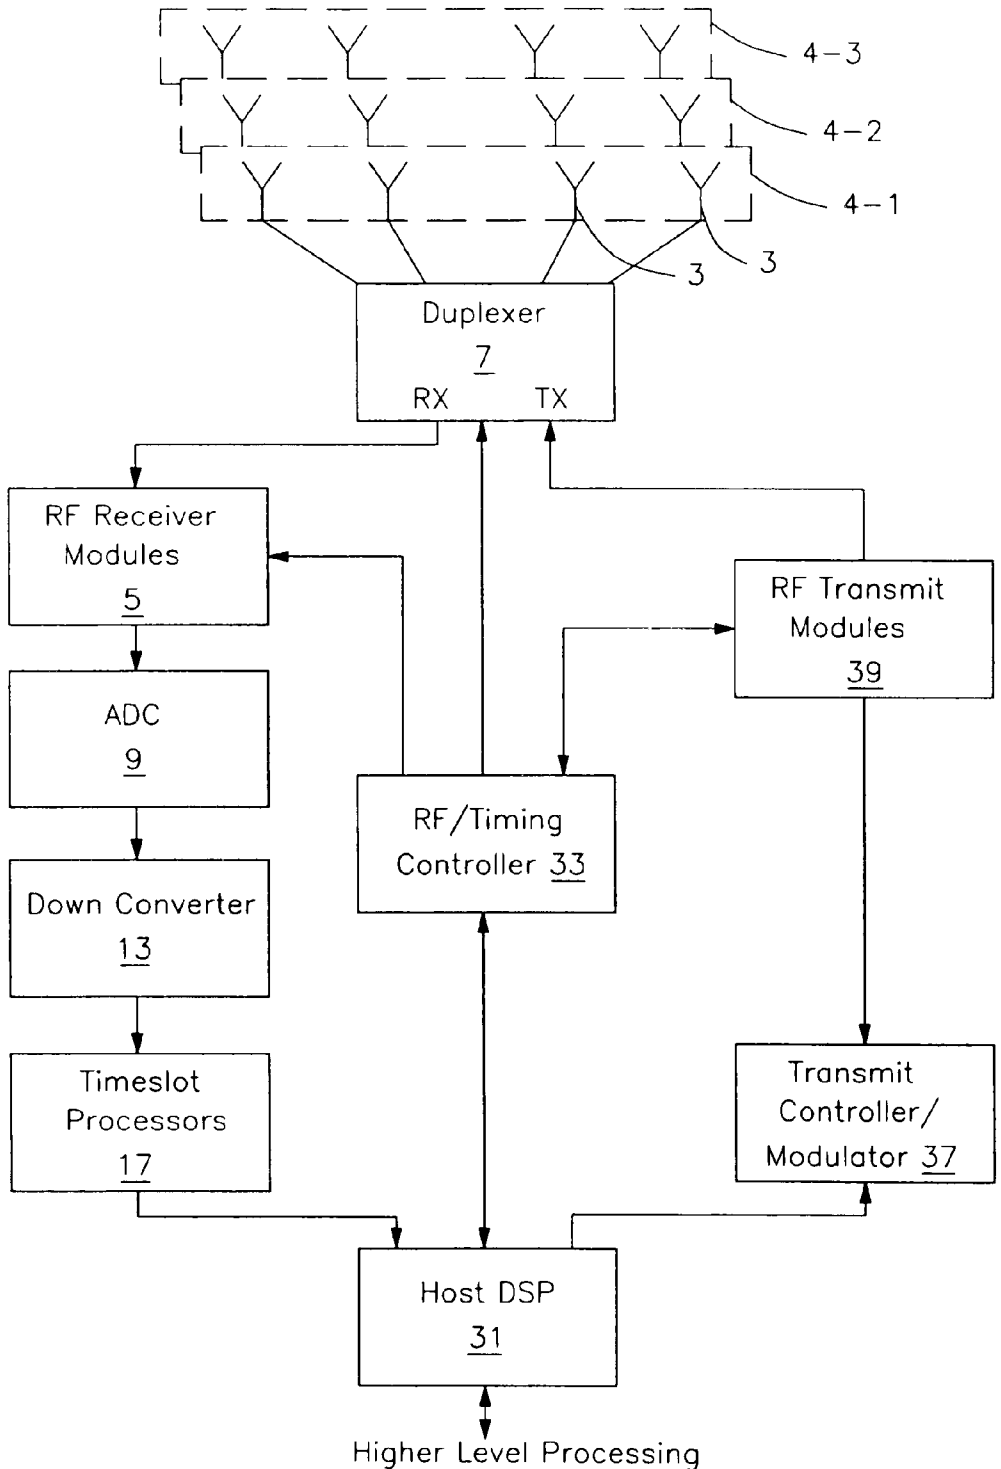 4-3
4-2
4-1
3
3
Duplexer
7
RX TX
RF Receiver
Modules
5
RF Transmit
Modules
39
ADC
9
RF/Timing
Controller 33
Down Converter
13
Timeslot
Processors
17
Transmit
Controller/
Modulator 37
Host DSP
31
Higher Level Processing